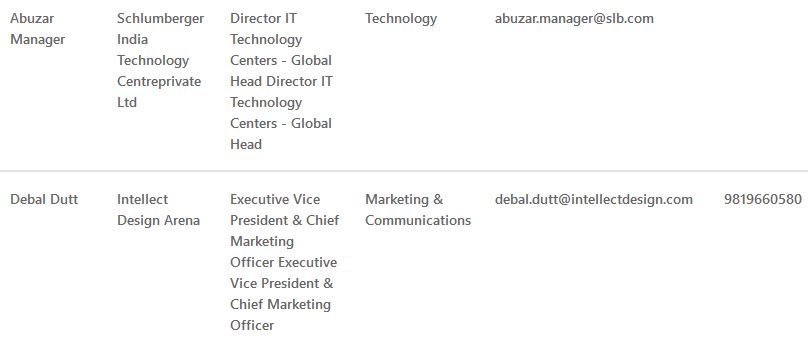 Abuzar
Manager
Schlumberger
India
Technology
Centreprivate
Ltd
Director IT
Technology
Centers - Global
Head Director IT
Technology
Centers - Global
Head
Technology
abuzar.manager@slb.com
Debal Dutt
Intellect
Design Arena
Executive Vice
President & Chief
Marketing
Officer Executive
Vice President &
Chief Marketing
Officer
Marketing &
Communications
debal.dutt@intellectdesign.com
9819660580